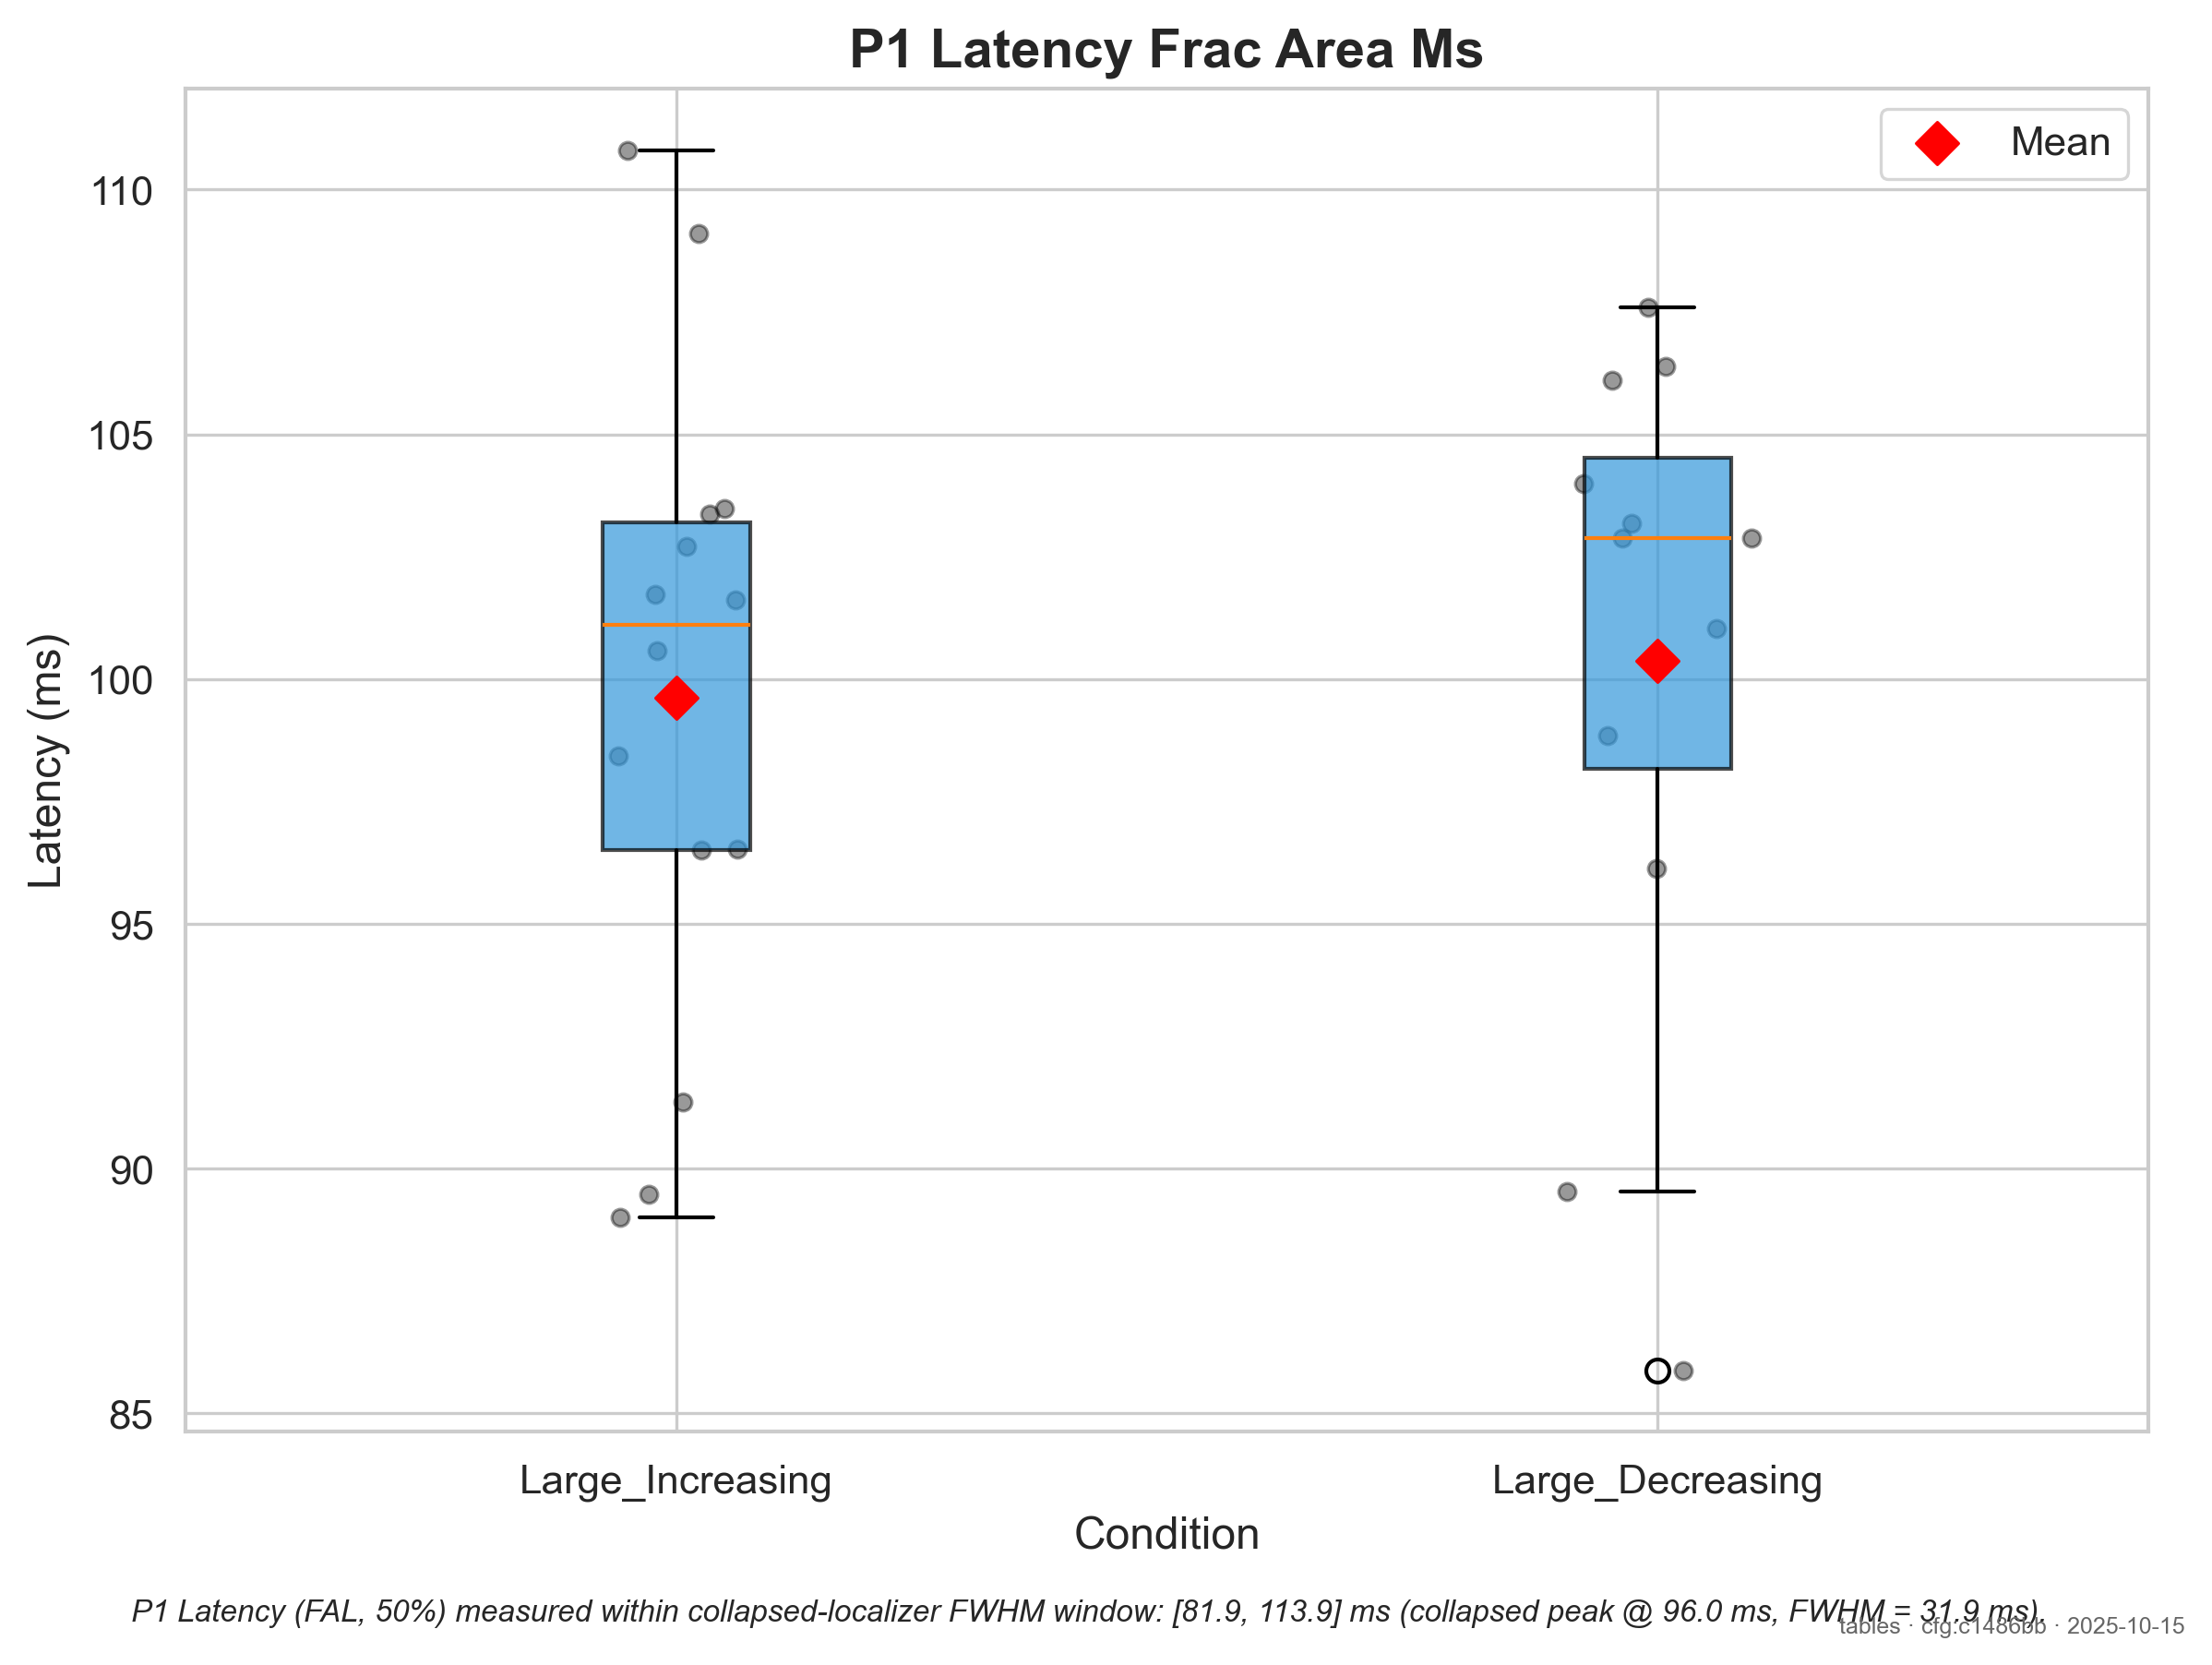 P1 Latency Frac Area Ms
Mean
110
105
100
95
90
85
Latency (ms)
Large_Increasing
Large_Decreasing
Condition
P1 Latency (FAL, 50%) measured within collapsed-localizer FWHM window: [81.9, 113.9] ms (collapsed peak @ 96.0 ms, FWHM = 31.9 ms).
tables · cfg:c1486bb · 2025-10-15